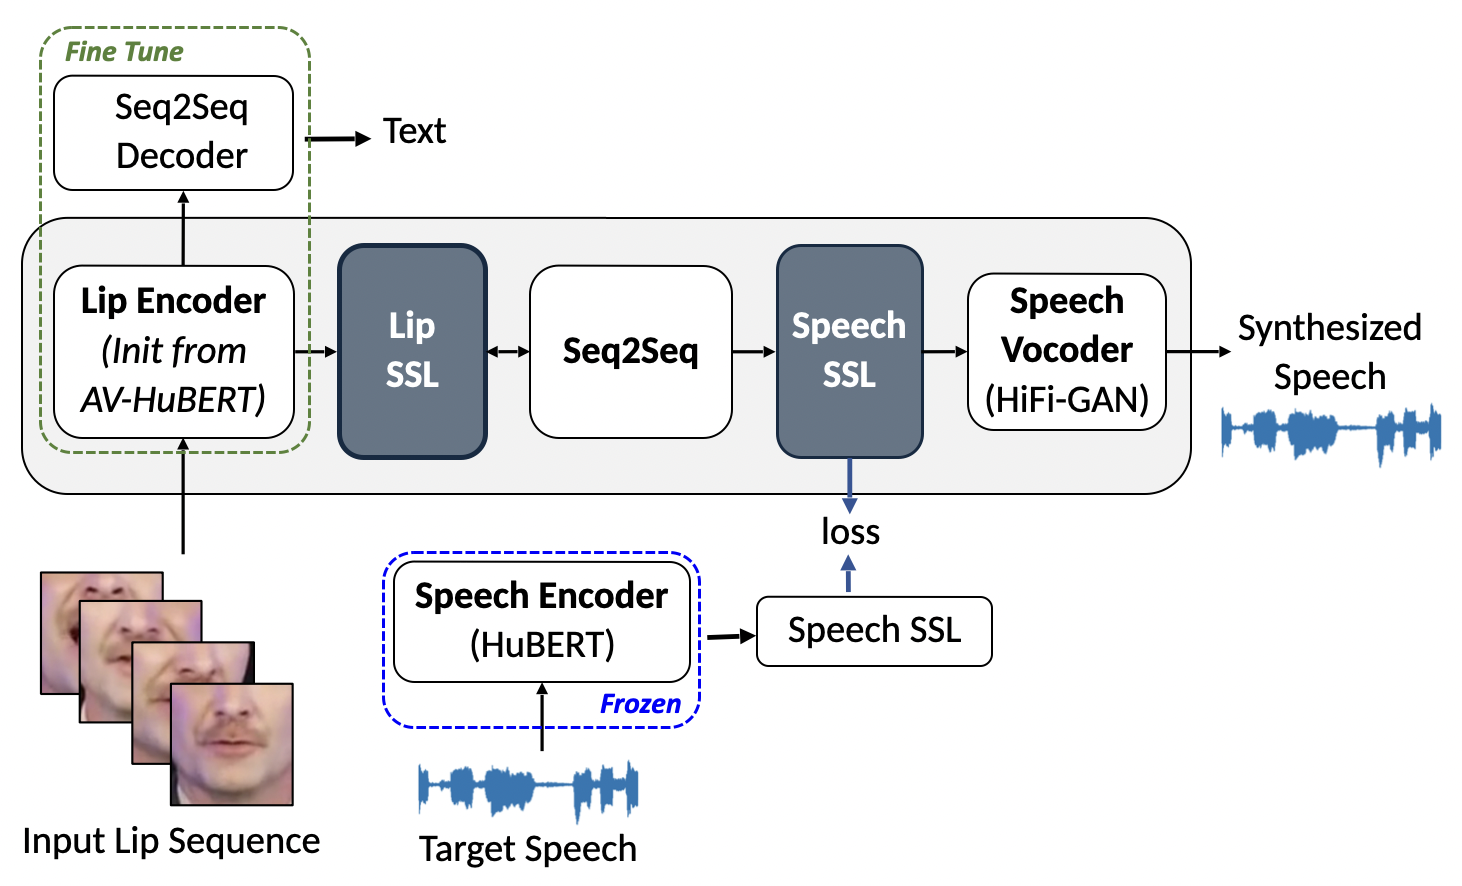 Fine Tune
Seq2Seq
Decoder
Text
Lip Encoder
(Init from
AV-HuBERT)
Lip
SSL
Seq2Seq
Speech
SSL
Speech
Vocoder
(HiFi-GAN)
Synthesized
Speech
loss
Speech Encoder
(HuBERT)
Frozen
Speech SSL
Input Lip Sequence
Target Speech